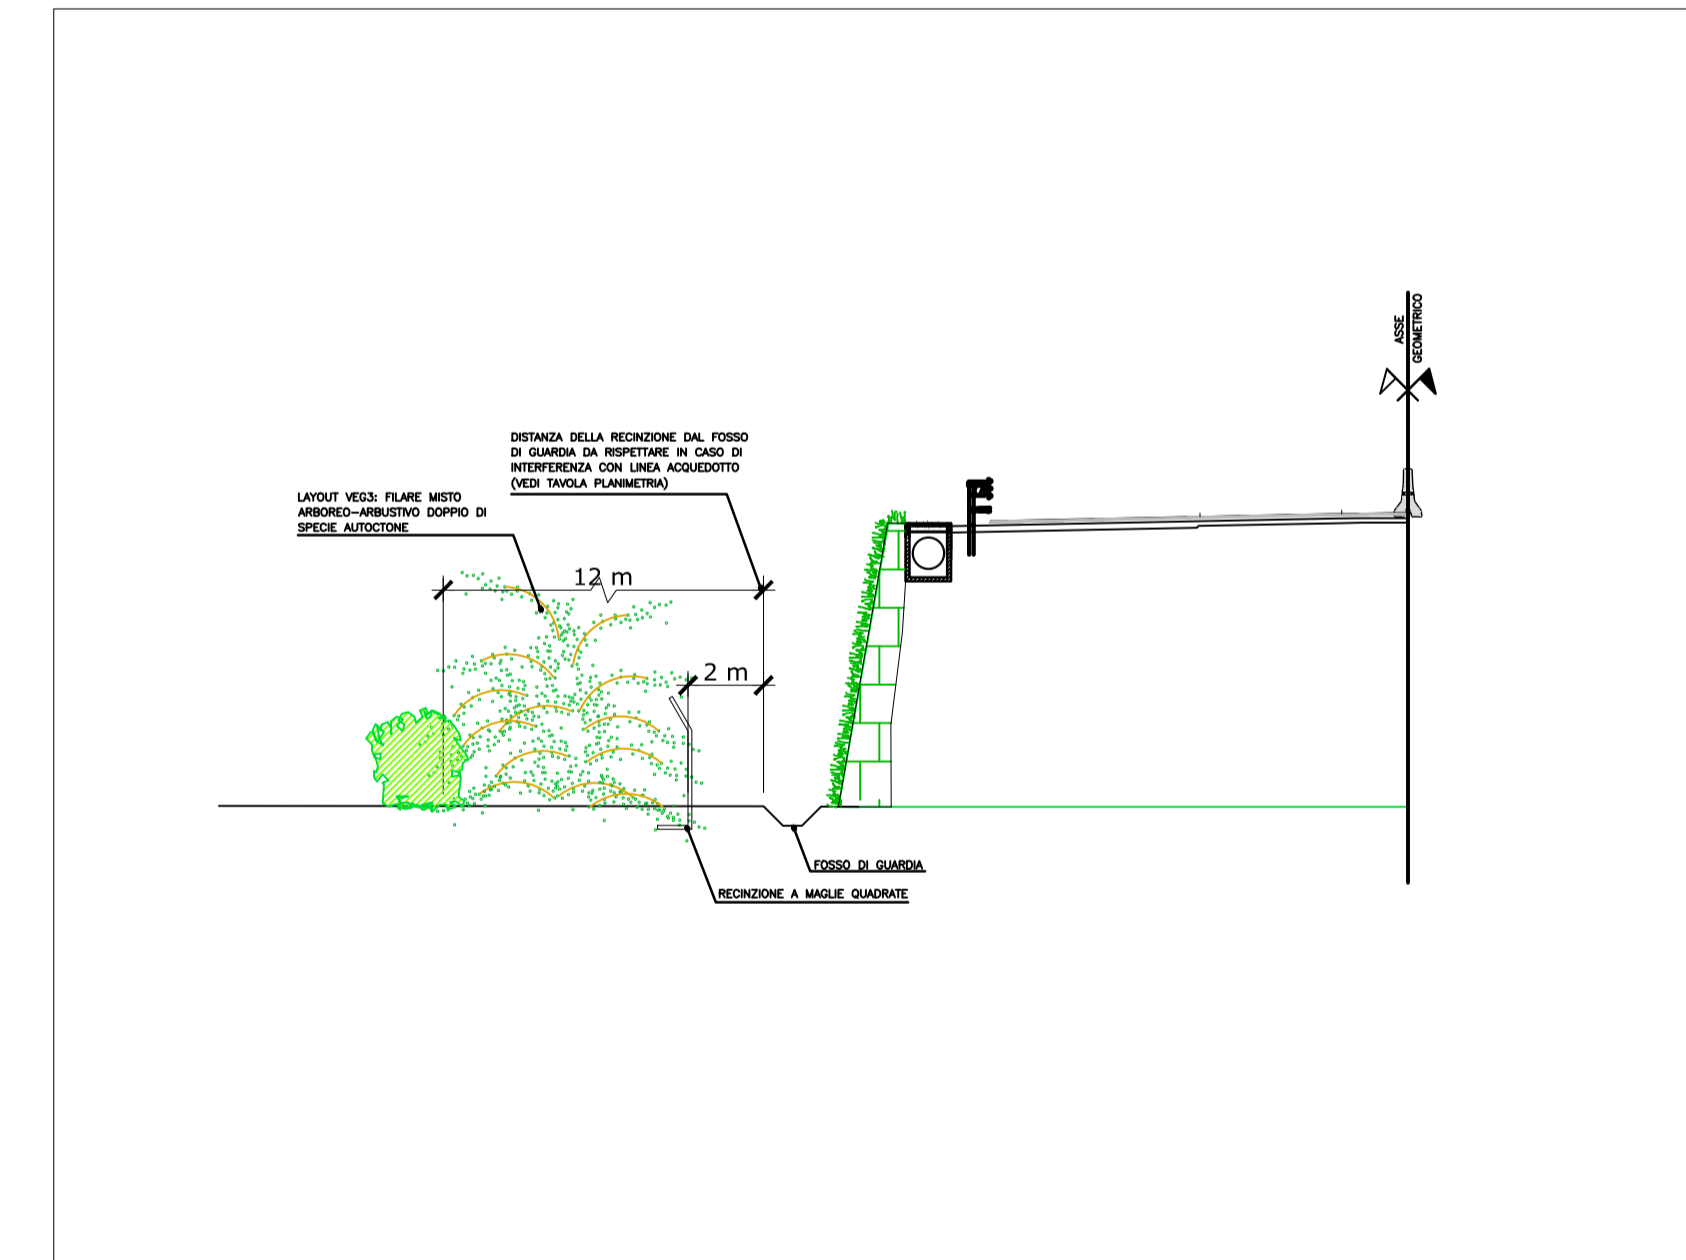 ASSE
GEOMETRICO
DISTANZA DELLA RECINZIONE DAL FOSSO
DI GUARDIA DA RISPETTARE IN CASO DI
INTERFERENZA CON LINEA ACQUEDOTTO
(VEDI TAVOLA PLANIMETRIA)
LAYOUT VEG3: FILARE MISTO
ARBOREO-ARBUSTIVO DOPPIO DI
SPECIE AUTOCTONE
12 m
2 m
FOSSO DI GUARDIA
RECINZIONE A MAGLIE QUADRATE